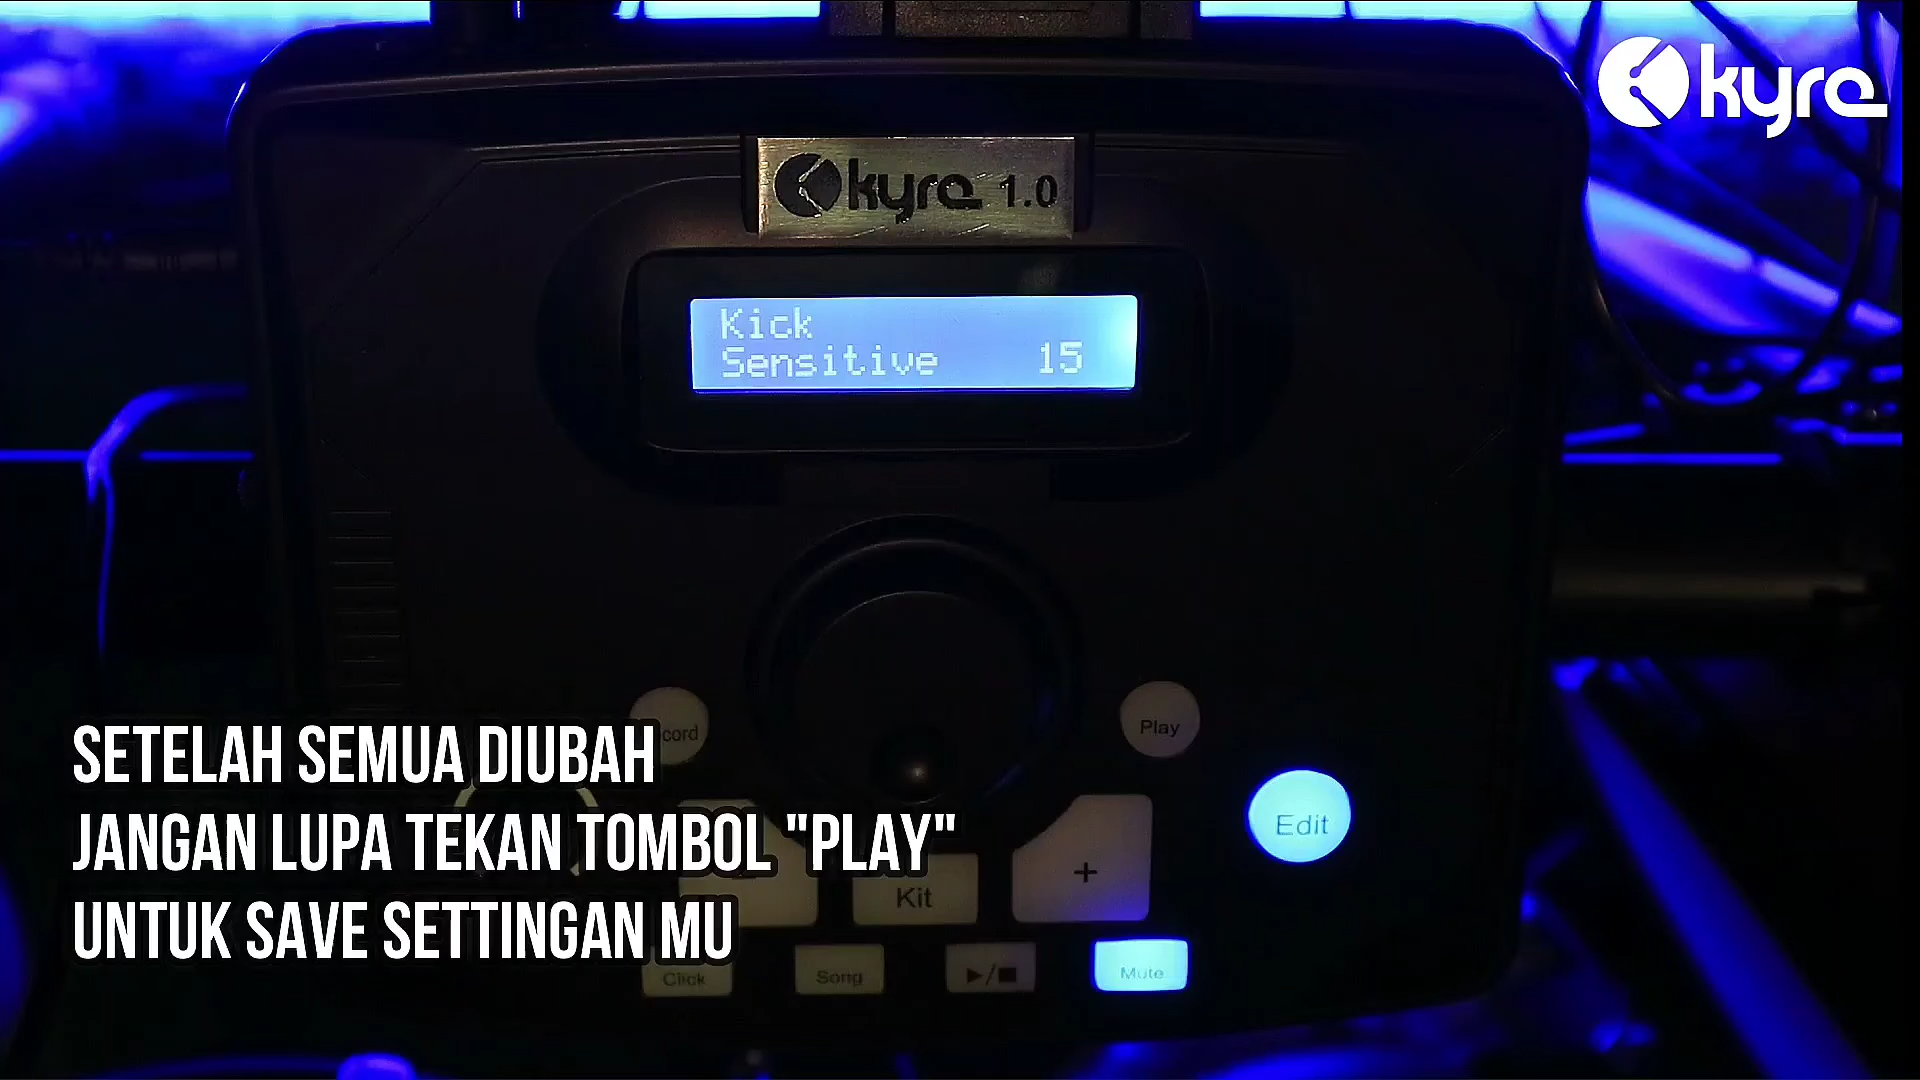 kyre
kyre 1.0
Kick
Sensitive 15
Play
SETELAH SEMUA DIUBAH
JANGAN LUPA TEKAN TOMBOL "PLAY"
UNTUK SAVE SETTINGAN MU
Edit
+
Kit
Click
Song
▶/■
Mute